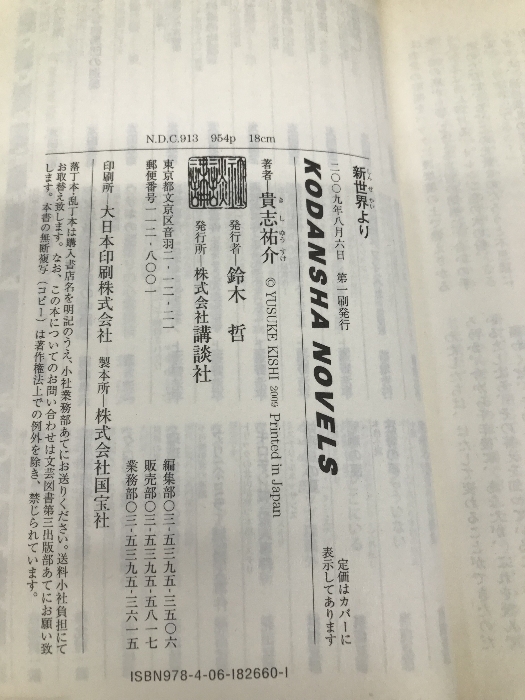 N.D.C.913 954p 18cm
新世界より
しんせかい
二〇〇九年八月六日 第一刷発行
KODANSHA NOVELS
定価はカバーに
表示してあります
著者―貴志祐介 © YUSUKE KISHI 2009 Printed in Japan
きしゆうすけ
発行者―鈴木 哲
発行所―株式会社講談社
東京都文京区音羽二-一二-二一
郵便番号一一二-八〇〇一
編集部〇三-五三九五-三五〇六
販売部〇三-五三九五-五八一七
業務部〇三-五三九五-三六一五
印刷所―大日本印刷株式会社 製本所―株式会社国宝社
落丁本・乱丁本は購入書店名を明記のうえ、小社業務部あてにお送りください。送料小社負担にて
お取替え致します。なお、この本についてのお問い合わせは文芸図書第三出版部あてにお願い致
します。本書の無断複写（コピー）は著作権法上での例外を除き、禁じられています。
ISBN978-4-06-182660-1